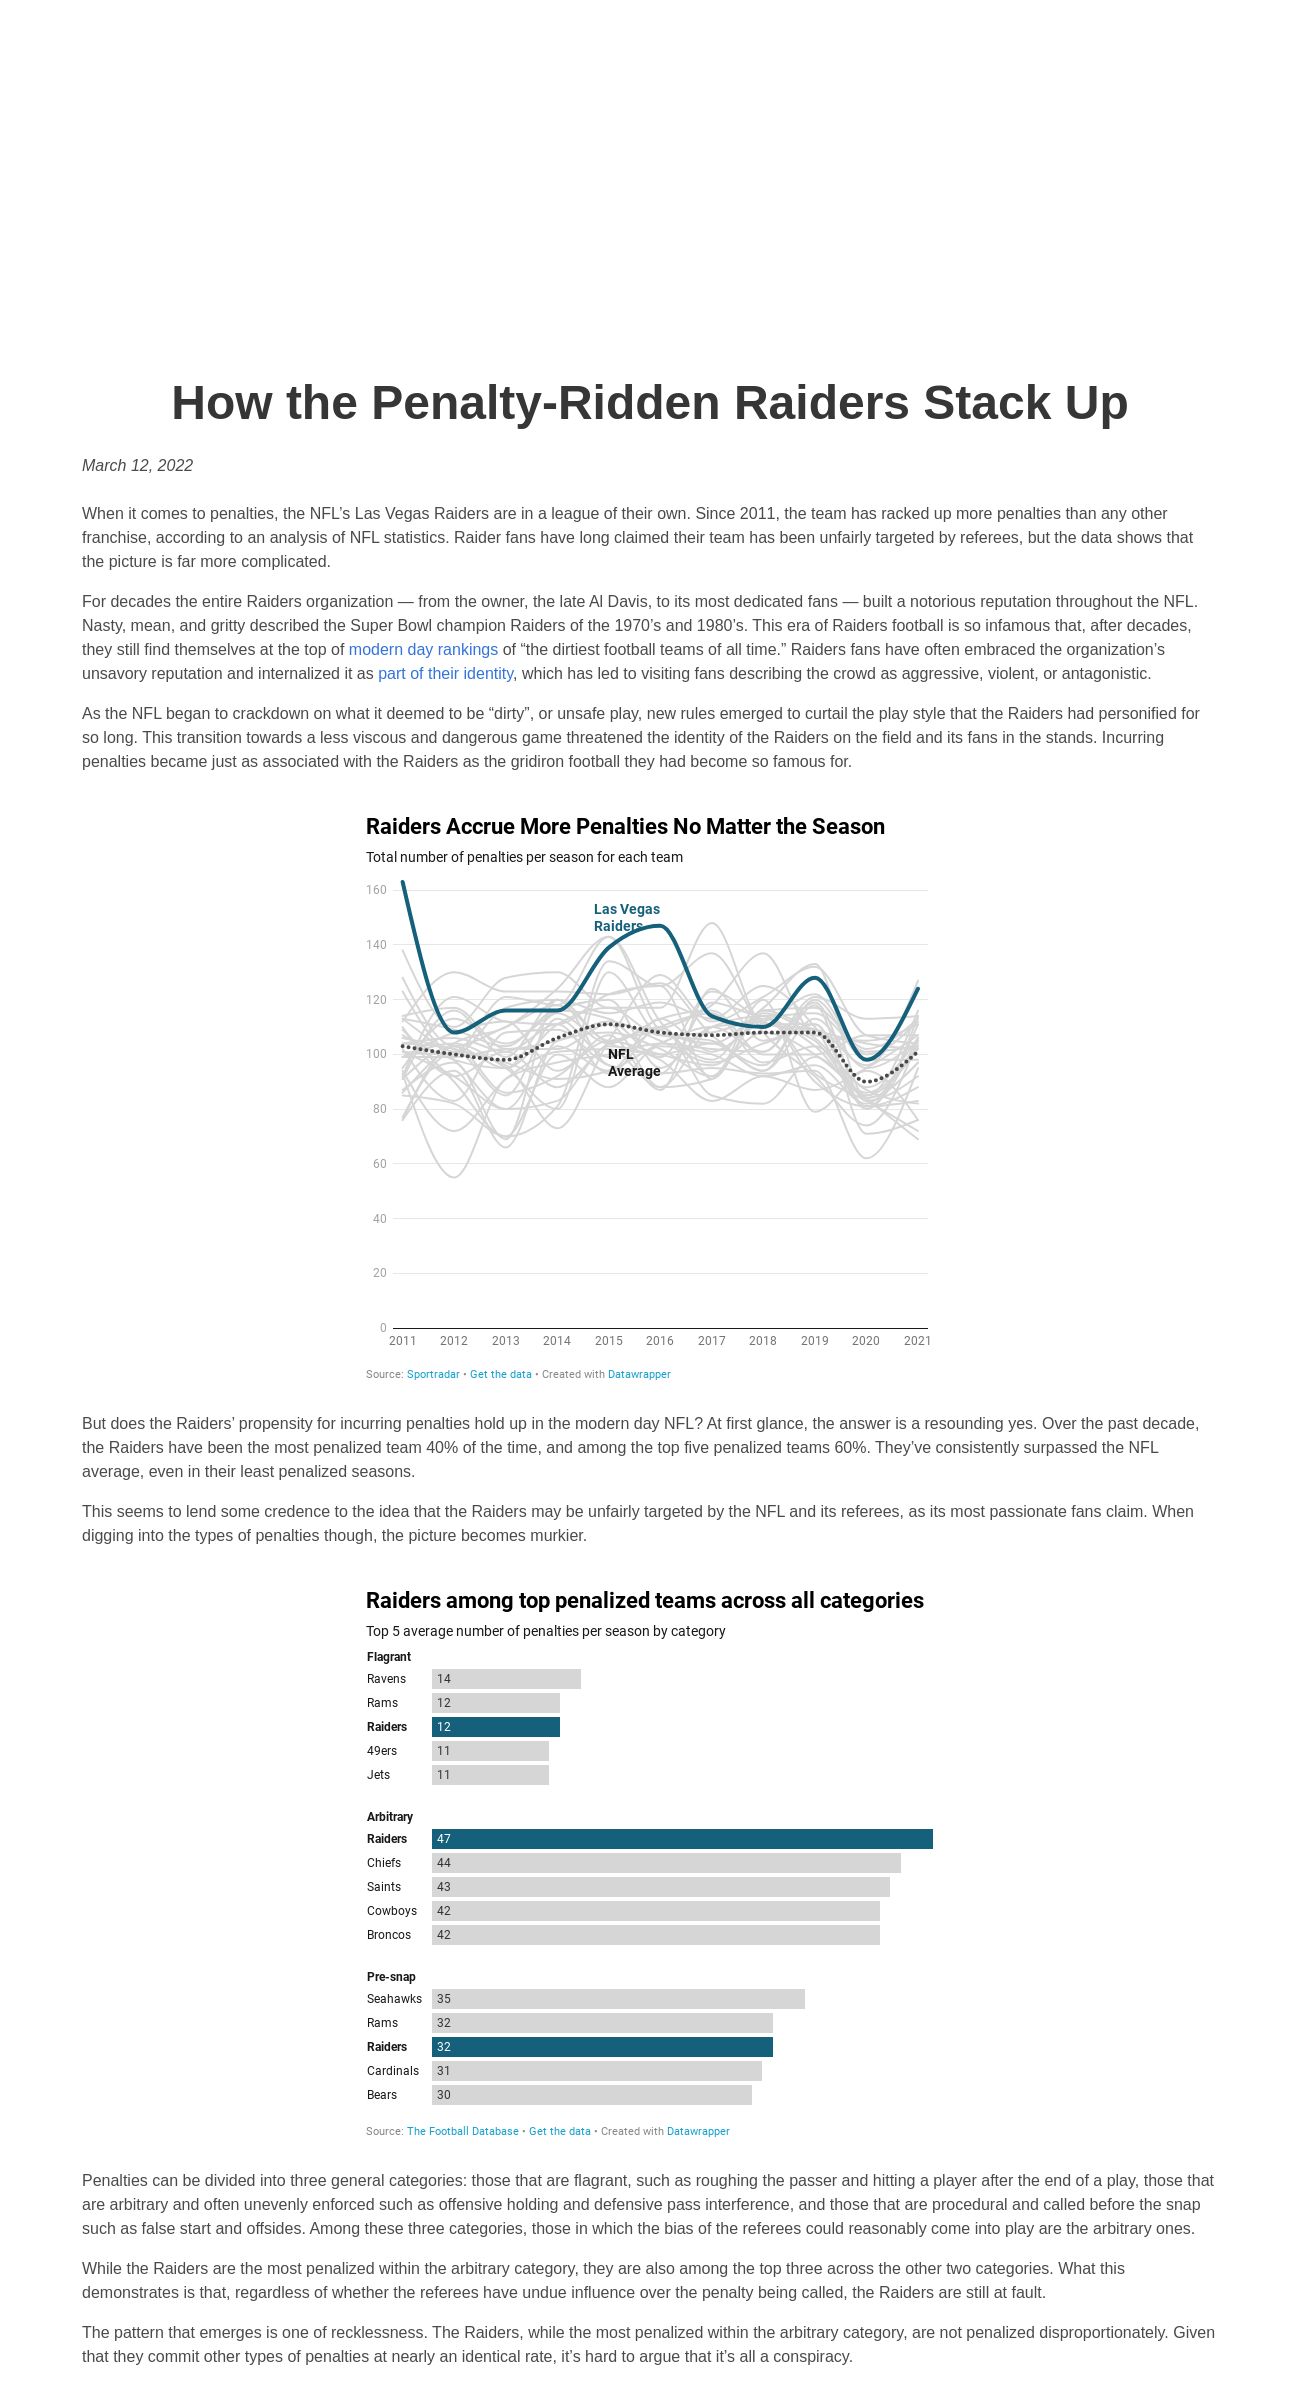 How the Penalty-Ridden Raiders Stack Up
March 12, 2022
When it comes to penalties, the NFL’s Las Vegas Raiders are in a league of their own. Since 2011, the team has racked up more penalties than any other
franchise, according to an analysis of NFL statistics. Raider fans have long claimed their team has been unfairly targeted by referees, but the data shows that
the picture is far more complicated.
For decades the entire Raiders organization — from the owner, the late Al Davis, to its most dedicated fans — built a notorious reputation throughout the NFL.
Nasty, mean, and gritty described the Super Bowl champion Raiders of the 1970’s and 1980’s. This era of Raiders football is so infamous that, after decades,
they still find themselves at the top of modern day rankings of “the dirtiest football teams of all time.” Raiders fans have often embraced the organization’s
unsavory reputation and internalized it as part of their identity, which has led to visiting fans describing the crowd as aggressive, violent, or antagonistic.
As the NFL began to crackdown on what it deemed to be “dirty”, or unsafe play, new rules emerged to curtail the play style that the Raiders had personified for
so long. This transition towards a less viscous and dangerous game threatened the identity of the Raiders on the field and its fans in the stands. Incurring
penalties became just as associated with the Raiders as the gridiron football they had become so famous for.
Raiders Accrue More Penalties No Matter the Season
Total number of penalties per season for each team
160
Las Vegas
Raiders
140
120
100
NFL
Average
80
60
40
20
0
2011 2012 2013 2014 2015 2016 2017 2018 2019 2020 2021
Source: Sportradar • Get the data • Created with Datawrapper
But does the Raiders’ propensity for incurring penalties hold up in the modern day NFL? At first glance, the answer is a resounding yes. Over the past decade,
the Raiders have been the most penalized team 40% of the time, and among the top five penalized teams 60%. They’ve consistently surpassed the NFL
average, even in their least penalized seasons.
This seems to lend some credence to the idea that the Raiders may be unfairly targeted by the NFL and its referees, as its most passionate fans claim. When
digging into the types of penalties though, the picture becomes murkier.
Raiders among top penalized teams across all categories
Top 5 average number of penalties per season by category
Flagrant
Ravens 14
Rams 12
Raiders 12
49ers 11
Jets 11
Arbitrary
Raiders 47
Chiefs 44
Saints 43
Cowboys 42
Broncos 42
Pre-snap
Seahawks 35
Rams 32
Raiders 32
Cardinals 31
Bears 30
Source: The Football Database • Get the data • Created with Datawrapper
Penalties can be divided into three general categories: those that are flagrant, such as roughing the passer and hitting a player after the end of a play, those that
are arbitrary and often unevenly enforced such as offensive holding and defensive pass interference, and those that are procedural and called before the snap
such as false start and offsides. Among these three categories, those in which the bias of the referees could reasonably come into play are the arbitrary ones.
While the Raiders are the most penalized within the arbitrary category, they are also among the top three across the other two categories. What this
demonstrates is that, regardless of whether the referees have undue influence over the penalty being called, the Raiders are still at fault.
The pattern that emerges is one of recklessness. The Raiders, while the most penalized within the arbitrary category, are not penalized disproportionately. Given
that they commit other types of penalties at nearly an identical rate, it’s hard to argue that it’s all a conspiracy.